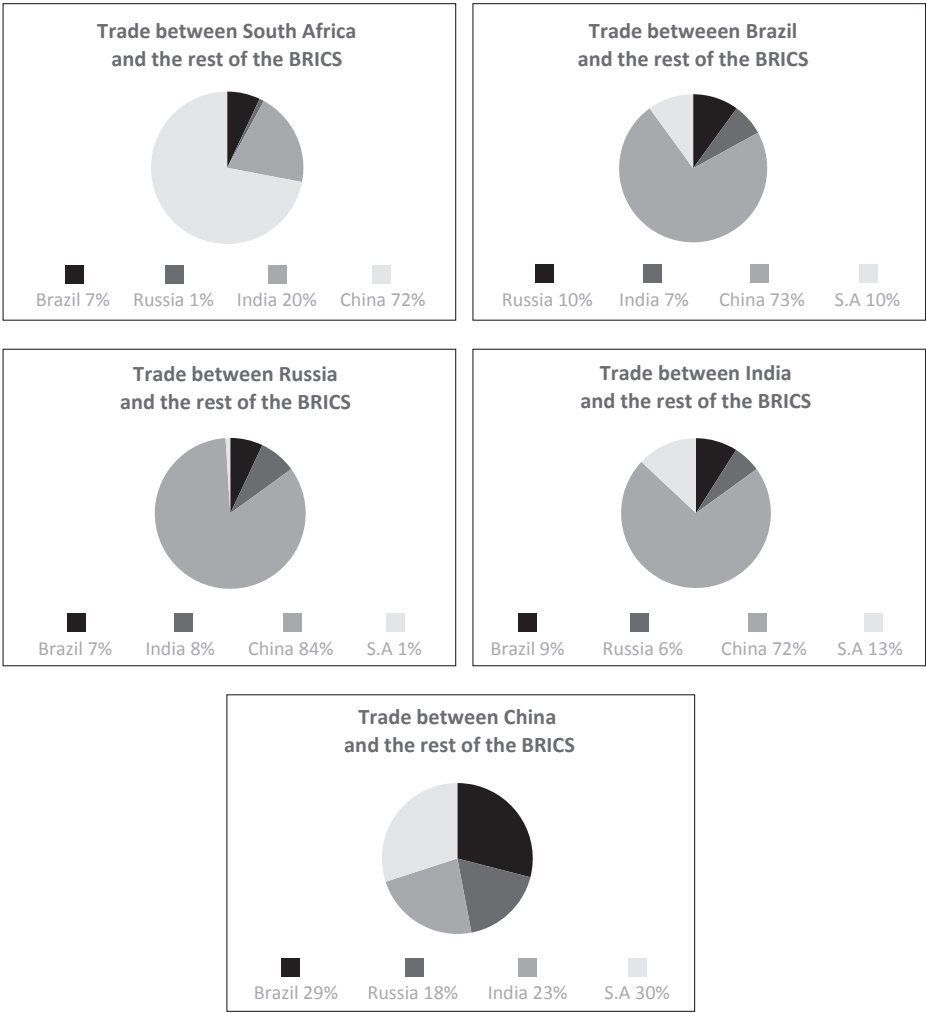 Trade between South Africa
and the rest of the BRICS
Brazil 7% Russia 1% India 20% China 72%
Trade betweeen Brazil
and the rest of the BRICS
Russia 10% India 7% China 73% S.A 10%
Trade between Russia
and the rest of the BRICS
Brazil 7% India 8% China 84% S.A 1%
Trade between India
and the rest of the BRICS
Brazil 9% Russia 6% China 72% S.A 13%
Trade between China
and the rest of the BRICS
Brazil 29% Russia 18% India 23% S.A 30%